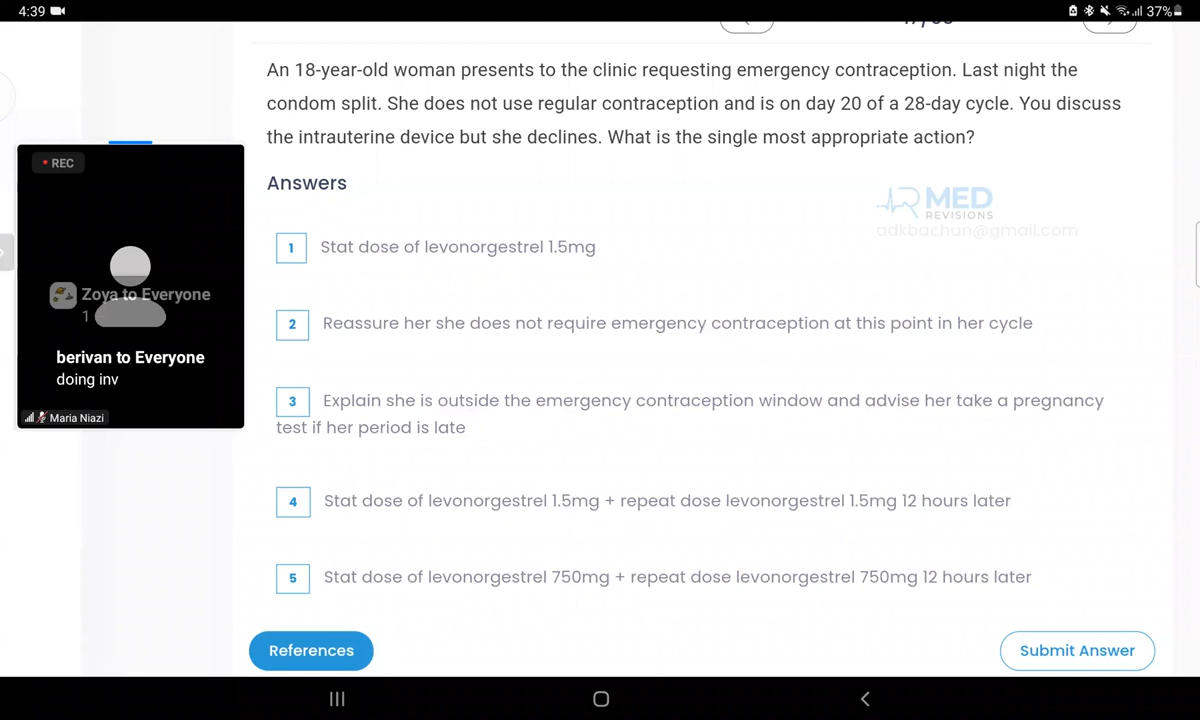 4:39
37%
An 18-year-old woman presents to the clinic requesting emergency contraception. Last night the
condom split. She does not use regular contraception and is on day 20 of a 28-day cycle. You discuss
the intrauterine device but she declines. What is the single most appropriate action?
Answers
MED
REVISIONS
adkbachan@gmail.com
REC
Zoya to Everyone
1
berivan to Everyone
doing inv
Maria Niazi
1 Stat dose of levonorgestrel 1.5mg
2 Reassure her she does not require emergency contraception at this point in her cycle
3 Explain she is outside the emergency contraception window and advise her take a pregnancy
test if her period is late
4 Stat dose of levonorgestrel 1.5mg + repeat dose levonorgestrel 1.5mg 12 hours later
5 Stat dose of levonorgestrel 750mg + repeat dose levonorgestrel 750mg 12 hours later
References
Submit Answer